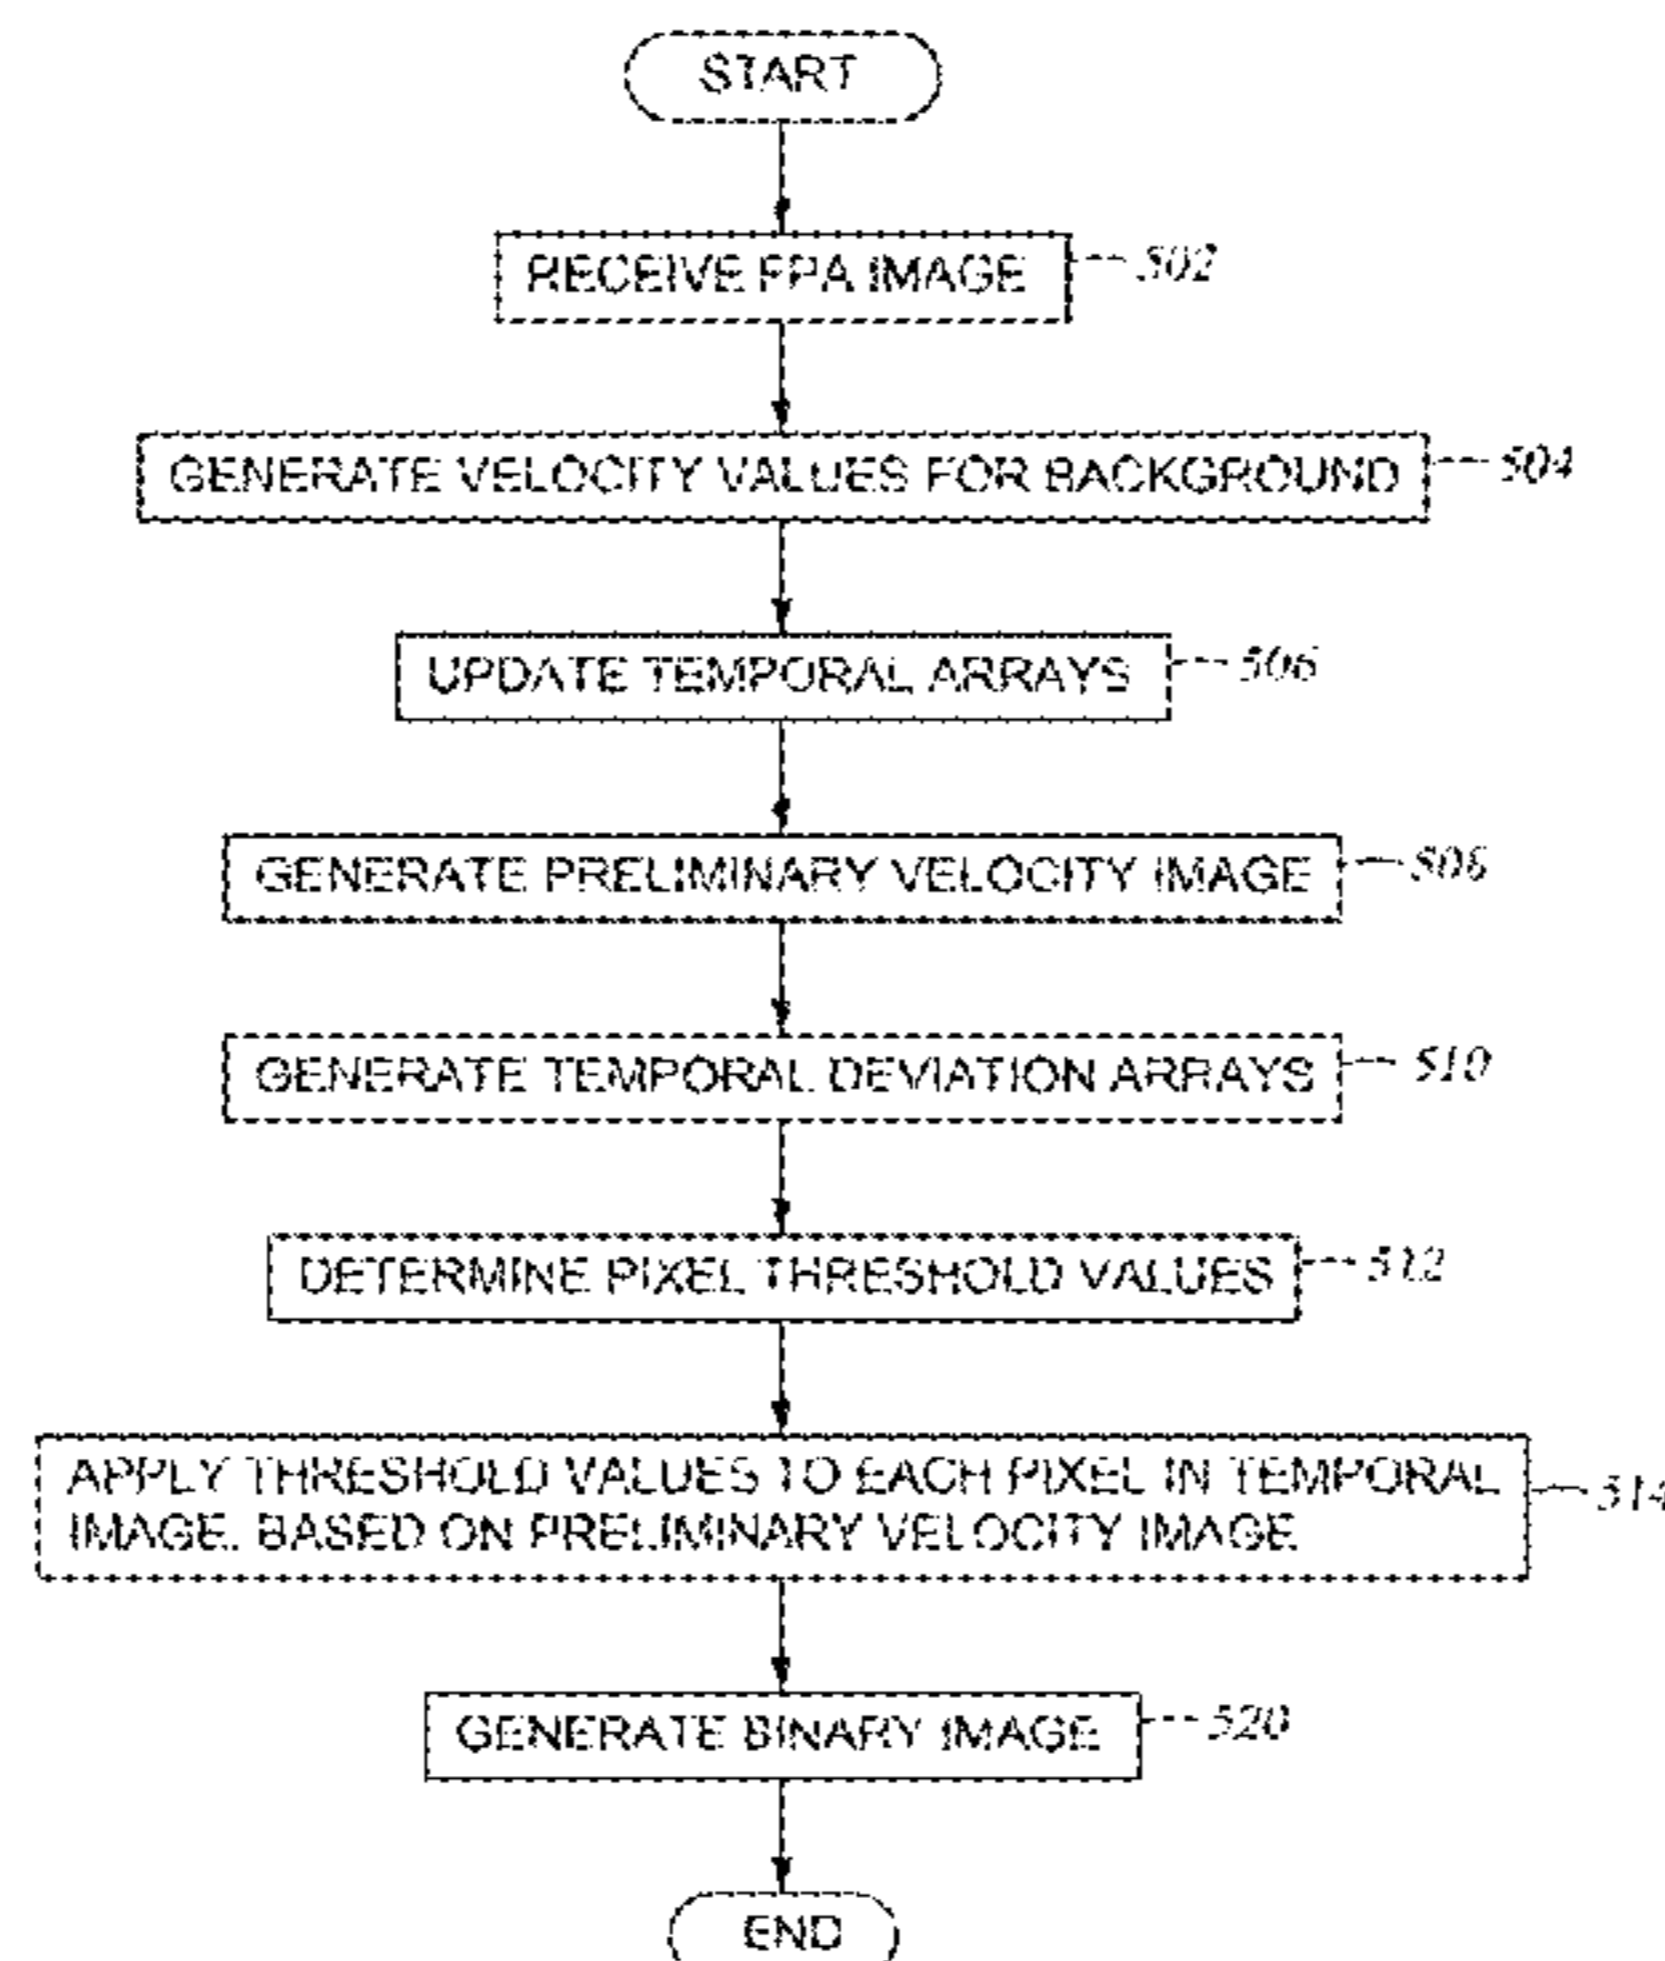 START
RECEIVE FPA IMAGE
502
GENERATE VELOCITY VALUES FOR BACKGROUND
504
UPDATE TEMPORAL ARRAYS
506
GENERATE PRELIMINARY VELOCITY IMAGE
508
GENERATE TEMPORAL DEVIATION ARRAYS
510
DETERMINE PIXEL THRESHOLD VALUES
512
APPLY THRESHOLD VALUES TO EACH PIXEL IN TEMPORAL
IMAGE, BASED ON PRELIMINARY VELOCITY IMAGE
514
GENERATE BINARY IMAGE
520
END